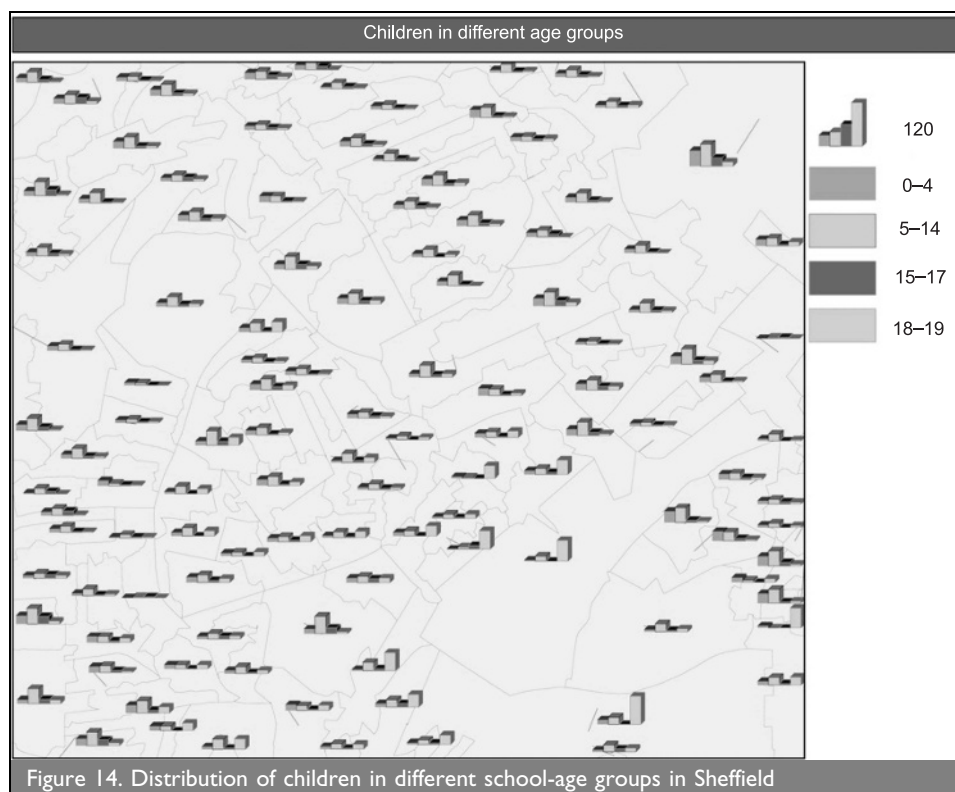 Children in different age groups
120
0–4
5–14
15–17
18–19
Figure 14. Distribution of children in different school-age groups in Sheffield